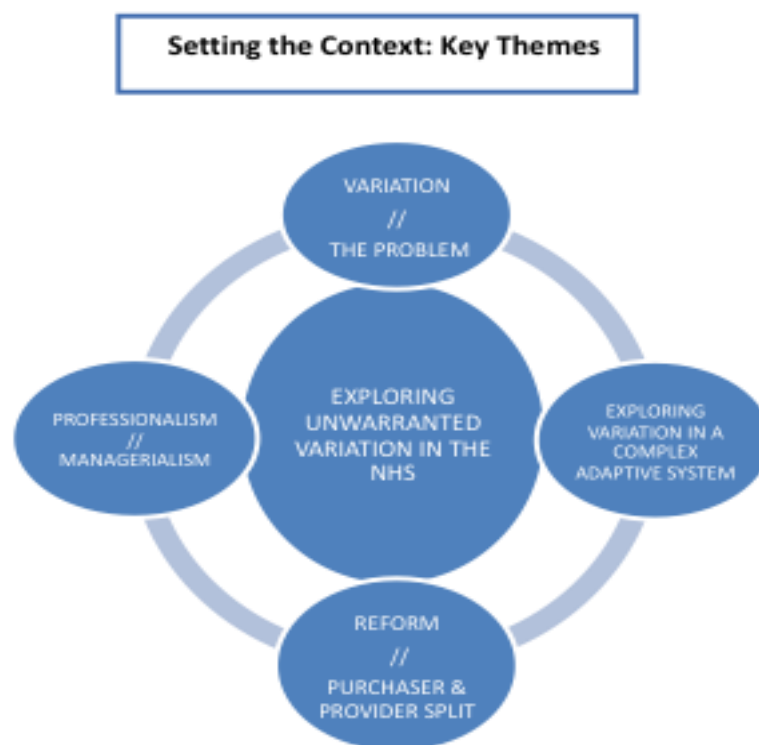 Setting the Context: Key Themes
VARIATION
//
THE PROBLEM
EXPLORING
UNWARRANTED
VARIATION IN THE
NHS
PROFESSIONALISM
//
MANAGERIALISM
EXPLORING
VARIATION IN A
COMPLEX
ADAPTIVE SYSTEM
REFORM
//
PURCHASER &
PROVIDER SPLIT